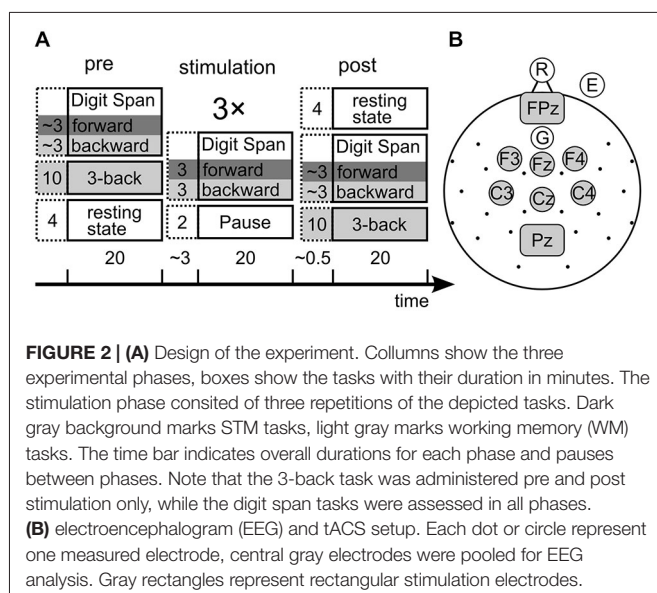 A
B
pre
stimulation
post
Digit Span
~3 forward
~3 backward
10 3-back
4 resting
state
3×
Digit Span
3 forward
3 backward
2 Pause
4 resting
state
Digit Span
~3 forward
~3 backward
10 3-back
20 ~3 20 ~0.5 20
time
R
E
FPz
G
F3 Fz F4
C3 Cz C4
Pz
FIGURE 2 | (A) Design of the experiment. Collumns show the three
experimental phases, boxes show the tasks with their duration in minutes. The
stimulation phase consited of three repetitions of the depicted tasks. Dark
gray background marks STM tasks, light gray marks working memory (WM)
tasks. The time bar indicates overall durations for each phase and pauses
between phases. Note that the 3-back task was administered pre and post
stimulation only, while the digit span tasks were assessed in all phases.
(B) electroencephalogram (EEG) and tACS setup. Each dot or circle represent
one measured electrode, central gray electrodes were pooled for EEG
analysis. Gray rectangles represent rectangular stimulation electrodes.